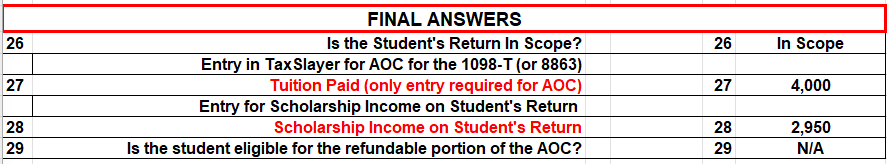 FINAL ANSWERS
26 Is the Student's Return In Scope? 26 In Scope
Entry in TaxSlayer for AOC for the 1098-T (or 8863)
27 Tuition Paid (only entry required for AOC) 27 4,000
Entry for Scholarship Income on Student's Return
28 Scholarship Income on Student's Return 28 2,950
29 Is the student eligible for the refundable portion of the AOC? 29 N/A